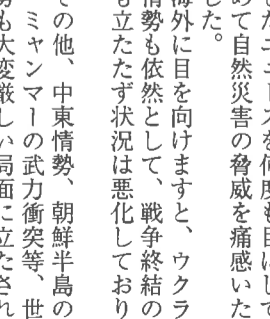 たニュースを何度も目にして
めて自然災害の脅威を痛感いた
した。
海外に目を向けますと、ウクラ
情勢も依然として、戦争終結の
も立たたず状況は悪化しており
その他、中東情勢、朝鮮半島の
ミャンマーの武力衝突等、世
も大変厳しい局面に立たされ